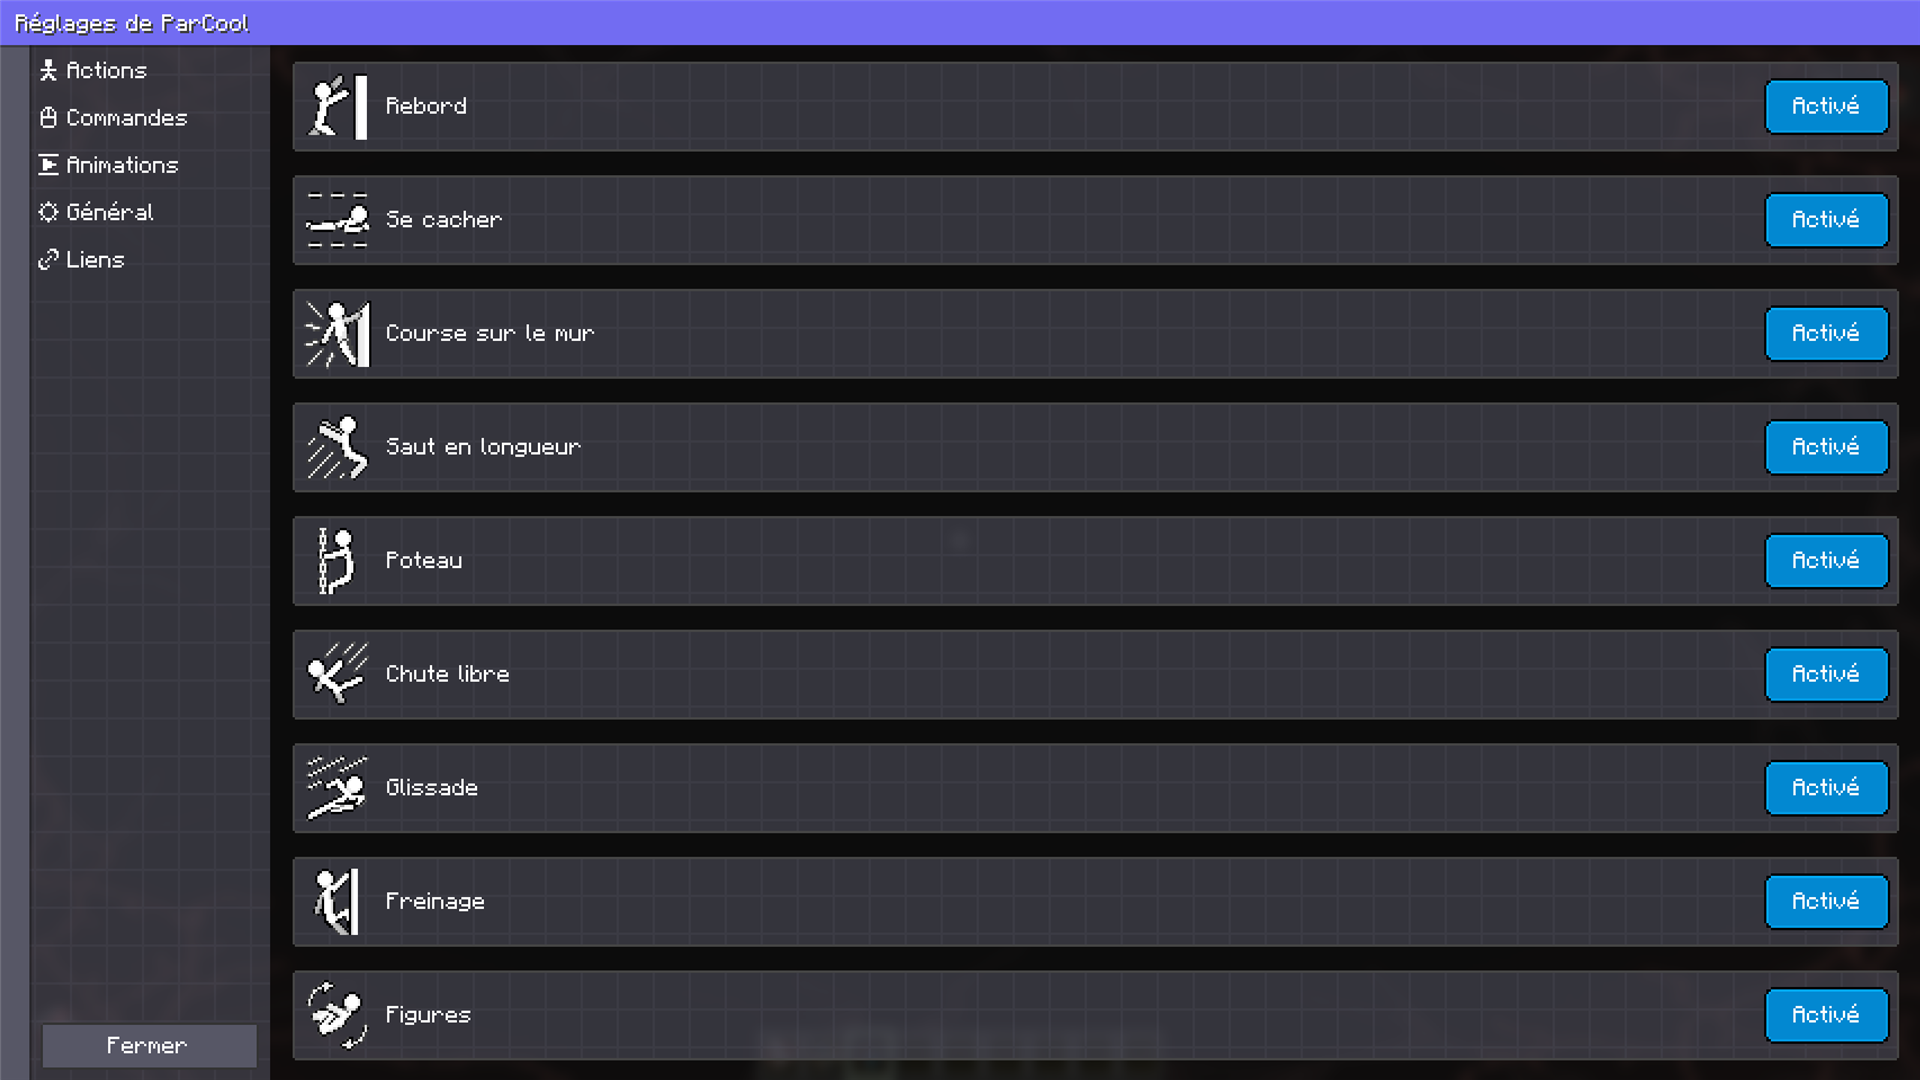 Réglages de ParCool
Actions
Commandes
Animations
Général
Liens
Rebord
Activé
Se cacher
Activé
Course sur le mur
Activé
Saut en longueur
Activé
Poteau
Activé
Chute libre
Activé
Glissade
Activé
Freinage
Activé
Figures
Activé
Fermer